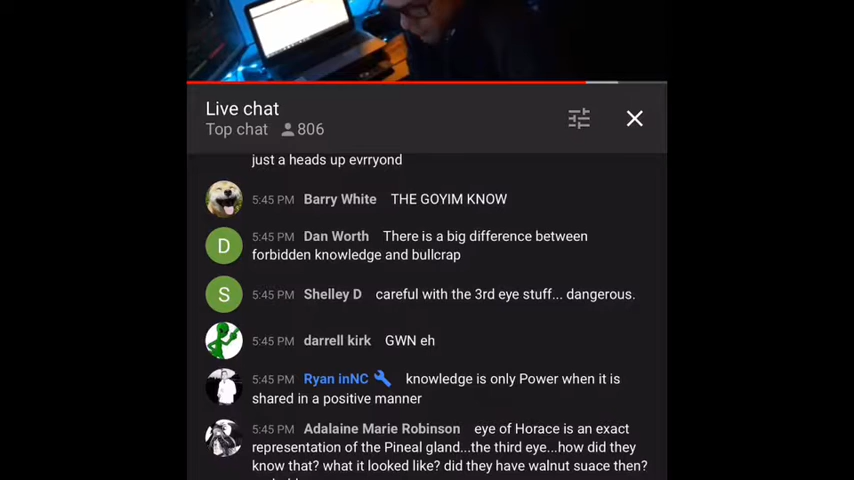 Live chat
Top chat 806
just a heads up evrryond
5:45 PM Barry White THE GOYIM KNOW
D 5:45 PM Dan Worth There is a big difference between
forbidden knowledge and bullcrap
S 5:45 PM Shelley D careful with the 3rd eye stuff... dangerous.
5:45 PM darrell kirk GWN eh
5:45 PM Ryan inNC knowledge is only Power when it is
shared in a positive manner
5:45 PM Adalaine Marie Robinson eye of Horace is an exact
representation of the Pineal gland...the third eye...how did they
know that? what it looked like? did they have walnut suace then?